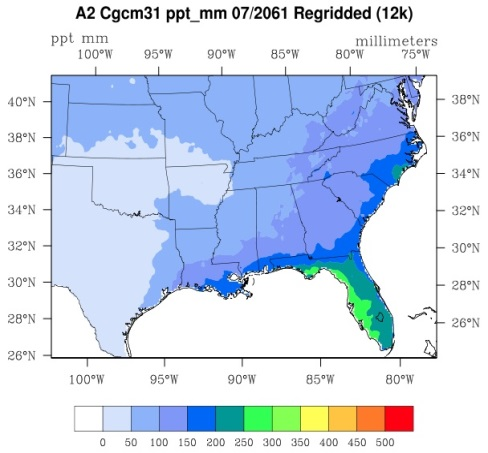 A2 Cgcm31 ppt_mm 07/2061 Regridded (12k)
ppt mm millimeters
100°W 95°W 90°W 85°W 80°W 75°W
40°N 38°N
38°N 36°N
36°N 34°N
34°N 32°N
32°N 30°N
30°N 28°N
28°N 26°N
26°N
100°W 95°W 90°W 85°W 80°W
0 50 100 150 200 250 300 350 400 450 500